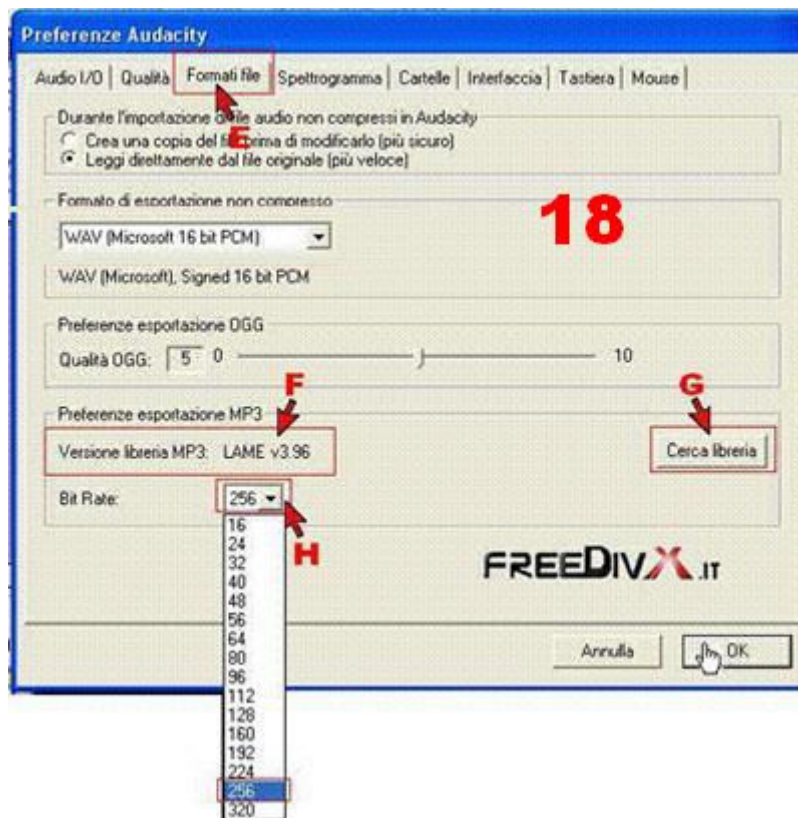 Preferenze Audacity
Audio I/O Qualità Formati file Spettrogramma Cartelle Interfaccia Tastiera Mouse
E
Durante l'importazione di file audio non compressi in Audacity
Crea una copia del file prima di modificarlo (più sicuro)
Leggi direttamente dal file originale (più veloce)
18
Formato di esportazione non compresso
WAV (Microsoft 16 bit PCM)
WAV (Microsoft), Signed 16 bit PCM
Preferenze esportazione OGG
Qualità OGG: 5 0 10
F
G
Preferenze esportazione MP3
Versione libreria MP3: LAME v3.96 Cerca libreria
Bit Rate: 256
H
16
24
32
40
48
56
64
80
96
112
128
160
192
224
256
320
FREEDIVX.IT
Annulla OK